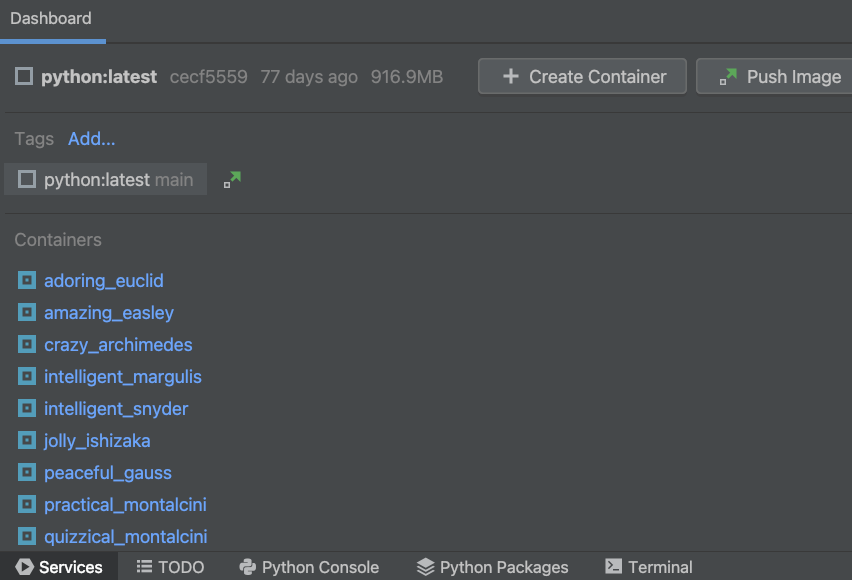 Dashboard
python:latest cecf5559 77 days ago 916.9MB Create Container Push Image
Tags Add...
python:latest main
Containers
adoring_euclid
amazing_easley
crazy_archimedes
intelligent_margulis
intelligent_snyder
jolly_ishizaka
peaceful_gauss
practical_montalcini
quizzical_montalcini
Services TODO Python Console Python Packages Terminal